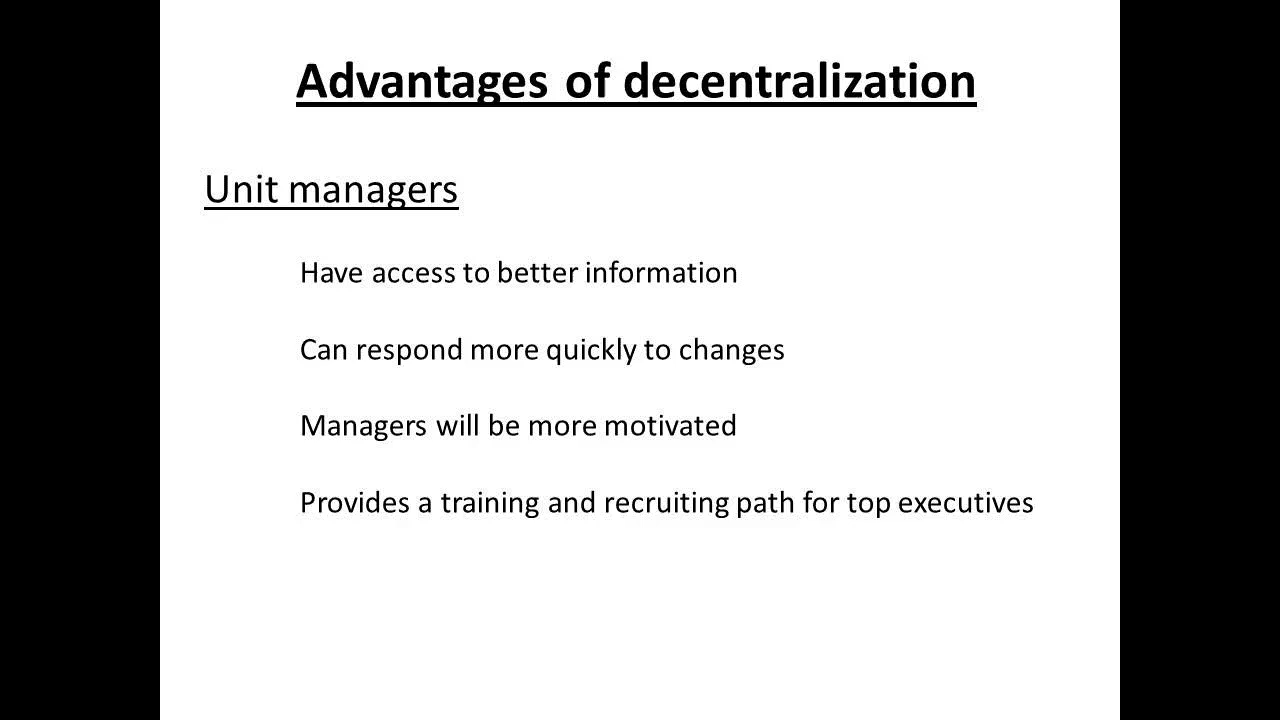 Advantages of decentralization
Unit managers
Have access to better information
Can respond more quickly to changes
Managers will be more motivated
Provides a training and recruiting path for top executives